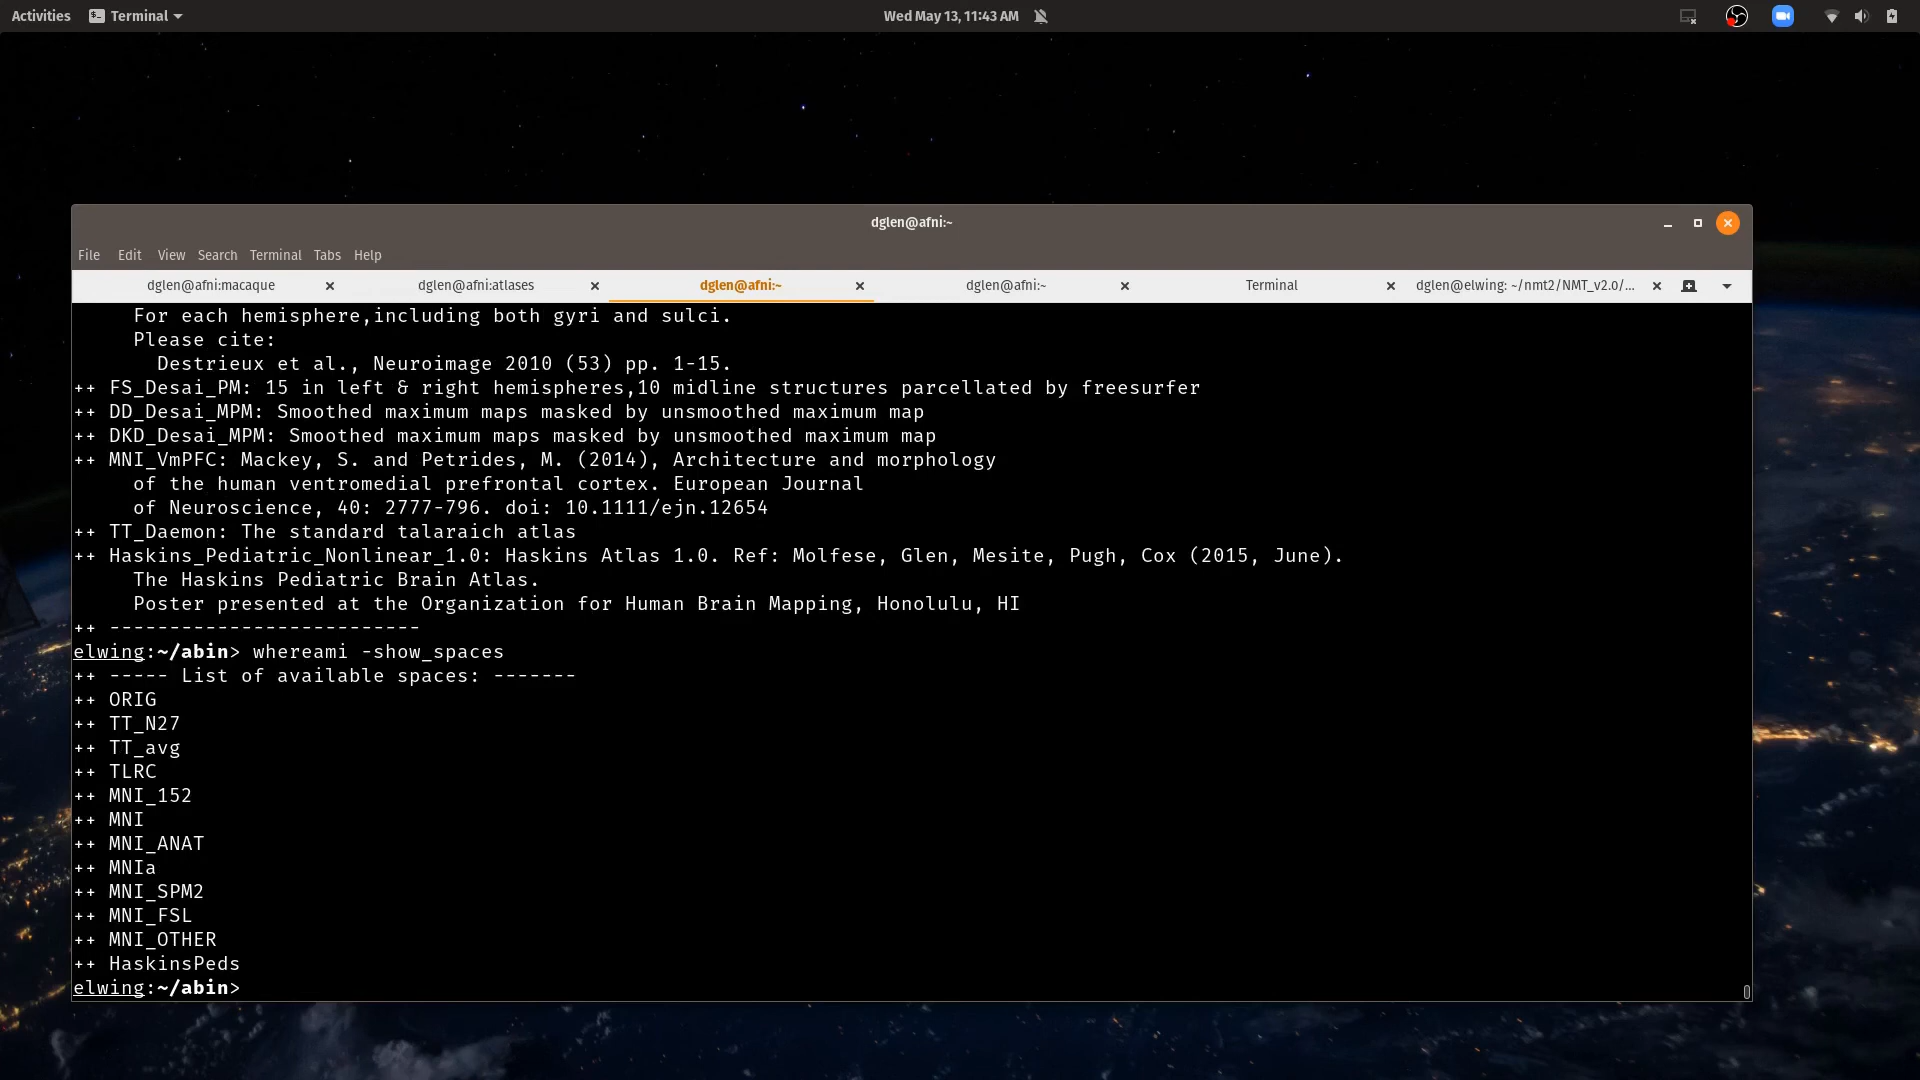 Activities Terminal Wed May 13, 11:43 AM
dglen@afni:~
File Edit View Search Terminal Tabs Help
dglen@afni:macaque dglen@afni:atlases dglen@afni:~ dglen@afni:~ Terminal dglen@elwing: ~/nmt2/NMT_v2.0/...
For each hemisphere,including both gyri and sulci.
Please cite:
Destrieux et al., Neuroimage 2010 (53) pp. 1-15.
++ FS_Desai_PM: 15 in left & right hemispheres,10 midline structures parcellated by freesurfer
++ DD_Desai_MPM: Smoothed maximum maps masked by unsmoothed maximum map
++ DKD_Desai_MPM: Smoothed maximum maps masked by unsmoothed maximum map
++ MNI_VmPFC: Mackey, S. and Petrides, M. (2014), Architecture and morphology
of the human ventromedial prefrontal cortex. European Journal
of Neuroscience, 40: 2777-796. doi: 10.1111/ejn.12654
++ TT_Daemon: The standard talaraich atlas
++ Haskins_Pediatric_Nonlinear_1.0: Haskins Atlas 1.0. Ref: Molfese, Glen, Mesite, Pugh, Cox (2015, June).
The Haskins Pediatric Brain Atlas.
Poster presented at the Organization for Human Brain Mapping, Honolulu, HI
++ --------------------------
elwing:~/abin> whereami -show_spaces
++ ----- List of available spaces: -------
++ ORIG
++ TT_N27
++ TT_avg
++ TLRC
++ MNI_152
++ MNI
++ MNI_ANAT
++ MNIa
++ MNI_SPM2
++ MNI_FSL
++ MNI_OTHER
++ HaskinsPeds
elwing:~/abin>